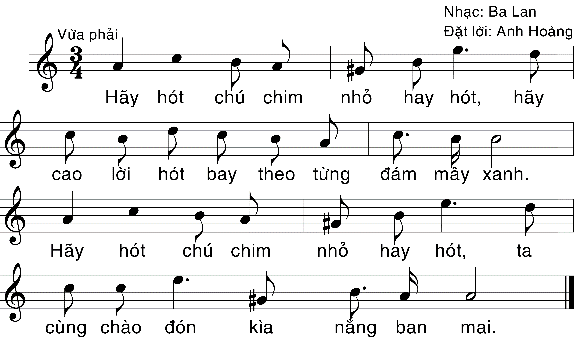 Nhạc: Ba Lan
Vừa phải
Đặt lời: Anh Hoàng
3
4
Hãy hót chú chim nhỏ hay hót, hãy
cao lời hót bay theo từng đám mây xanh.
Hãy hót chú chim nhỏ hay hót, ta
cùng chào đón kìa nắng ban mai.